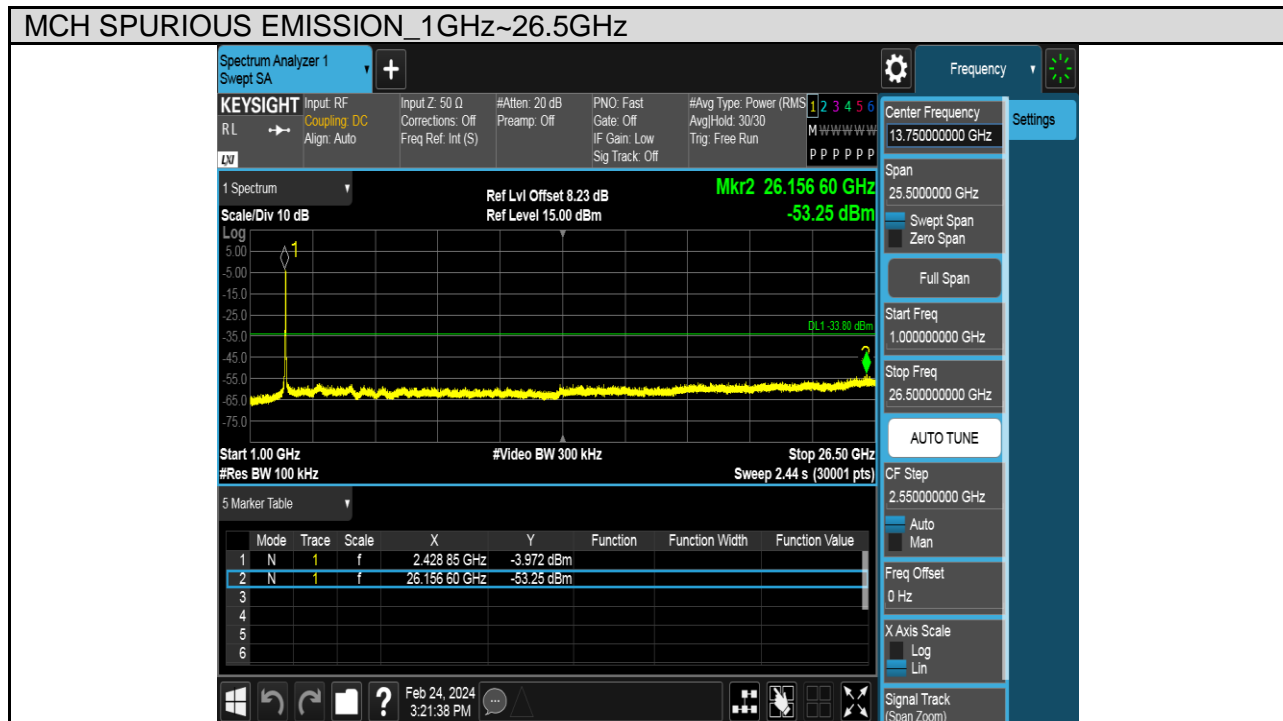 MCH SPURIOUS EMISSION_1GHz~26.5GHz
Spectrum Analyzer 1
Swept SA
Frequency
KEYSIGHT Input: RF Input Z: 50 Ω #Atten: 20 dB PNO: Fast #Avg Type: Power (RMS 1 2 3 4 5 6
RL Coupling: DC Corrections: Off Preamp: Off Gate: Off Avg|Hold: 30/30 M W W W W W
Align: Auto Freq Ref: Int (S) IF Gain: Low Trig: Free Run
LXI Sig Track: Off P P P P P P
Center Frequency
13.750000000 GHz
Settings
Span
25.5000000 GHz
Swept Span
Zero Span
Full Span
Start Freq
1.000000000 GHz
Stop Freq
26.500000000 GHz
AUTO TUNE
CF Step
2.550000000 GHz
Auto
Man
Freq Offset
0 Hz
X Axis Scale
Log
Lin
Signal Track
(Span Zoom)
1 Spectrum
Ref Lvl Offset 8.23 dB Mkr2 26.156 60 GHz
Scale/Div 10 dB Ref Level 15.00 dBm -53.25 dBm
Log
5.00
-5.00
-15.0
-25.0
-35.0
-45.0
-55.0
-65.0
-75.0
1
DL1 -33.80 dBm
Start 1.00 GHz #Video BW 300 kHz Stop 26.50 GHz
#Res BW 100 kHz Sweep 2.44 s (30001 pts)
5 Marker Table
Mode Trace Scale X Y Function Function Width Function Value
1 N 1 f 2.428 85 GHz -3.972 dBm
2 N 1 f 26.156 60 GHz -53.25 dBm
3
4
5
6
? Feb 24, 2024
3:21:38 PM